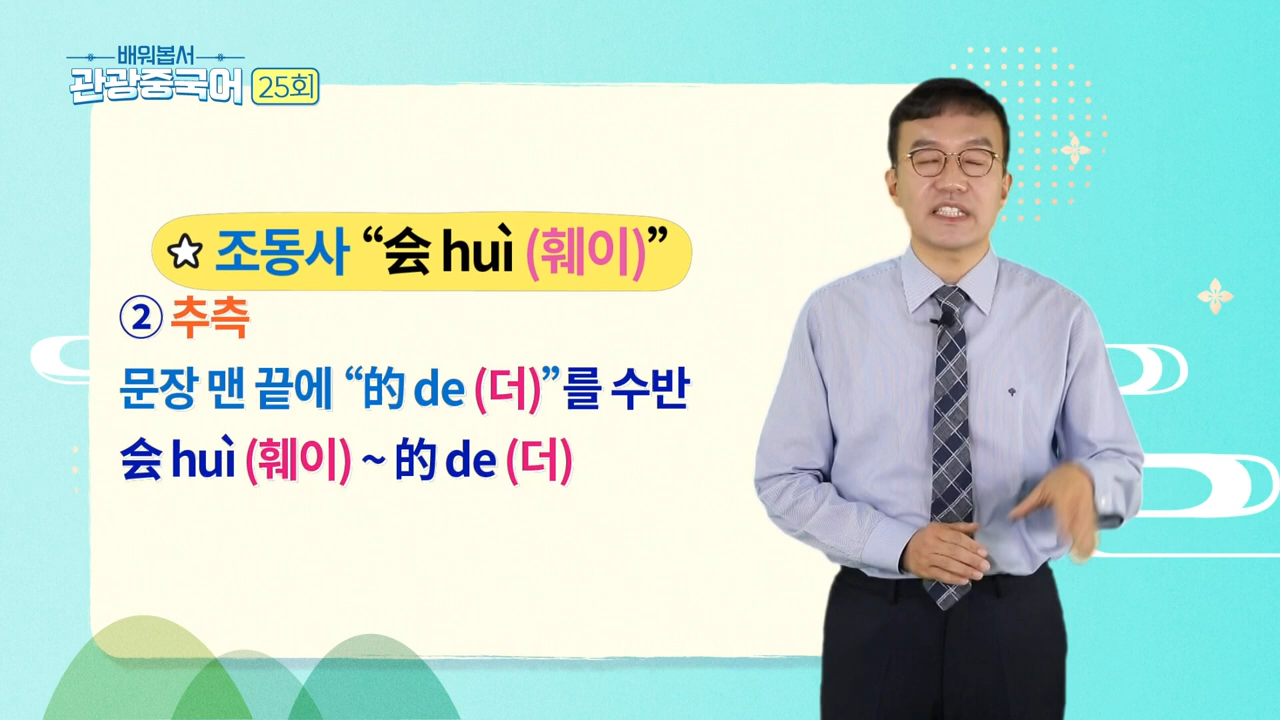 배워봅서
관광중국어 25회
☆ 조동사 “会 huì (훼이)”
② 추측
문장 맨 끝에 “的 de (더)”를 수반
会 huì (훼이) ~ 的 de (더)